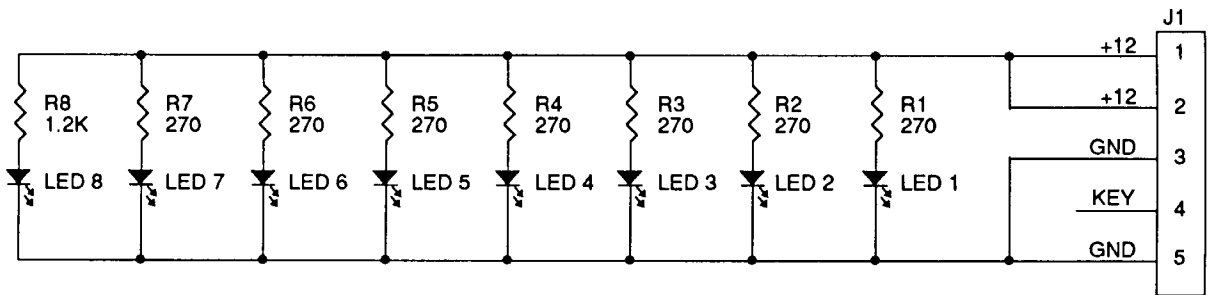 J1
+12 1
R8 R7 R6 R5 R4 R3 R2 R1
1.2K 270 270 270 270 270 270 270
+12 2
GND 3
LED 8 LED 7 LED 6 LED 5 LED 4 LED 3 LED 2 LED 1
KEY 4
GND 5